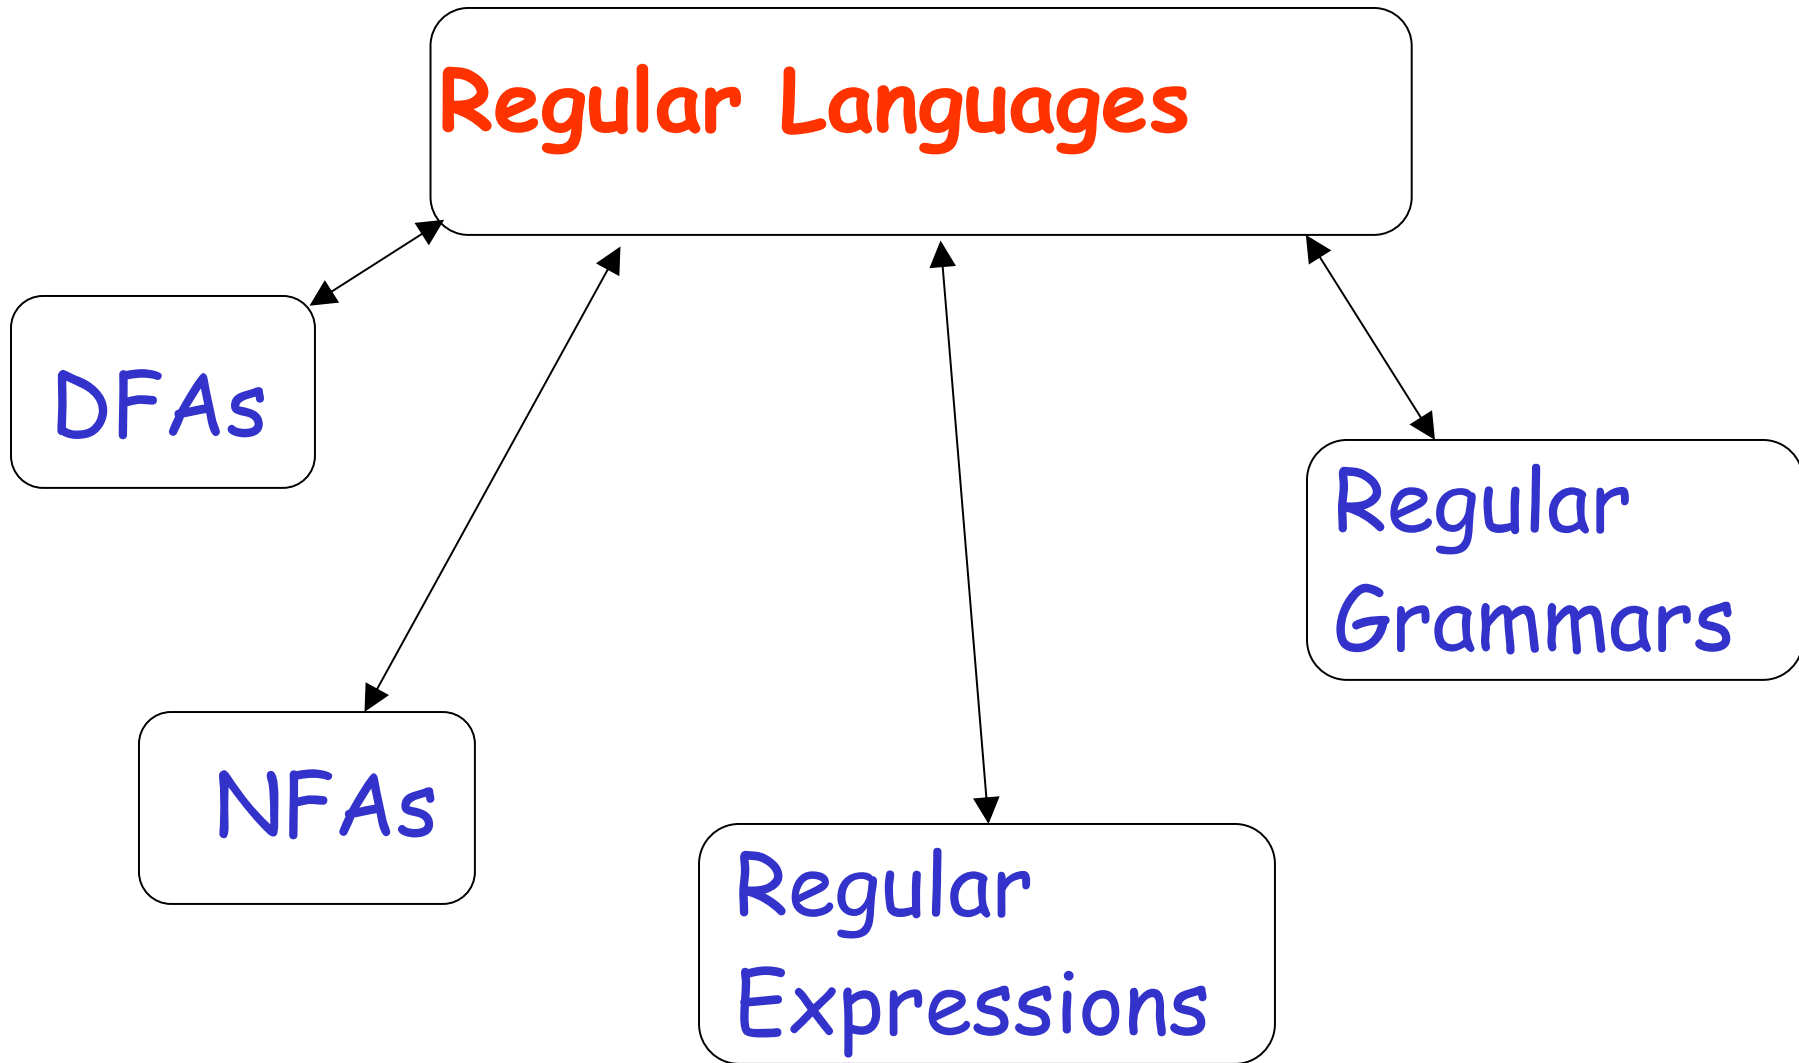 Regular Languages
DFAs
Regular
Grammars
NFAs
Regular
Expressions